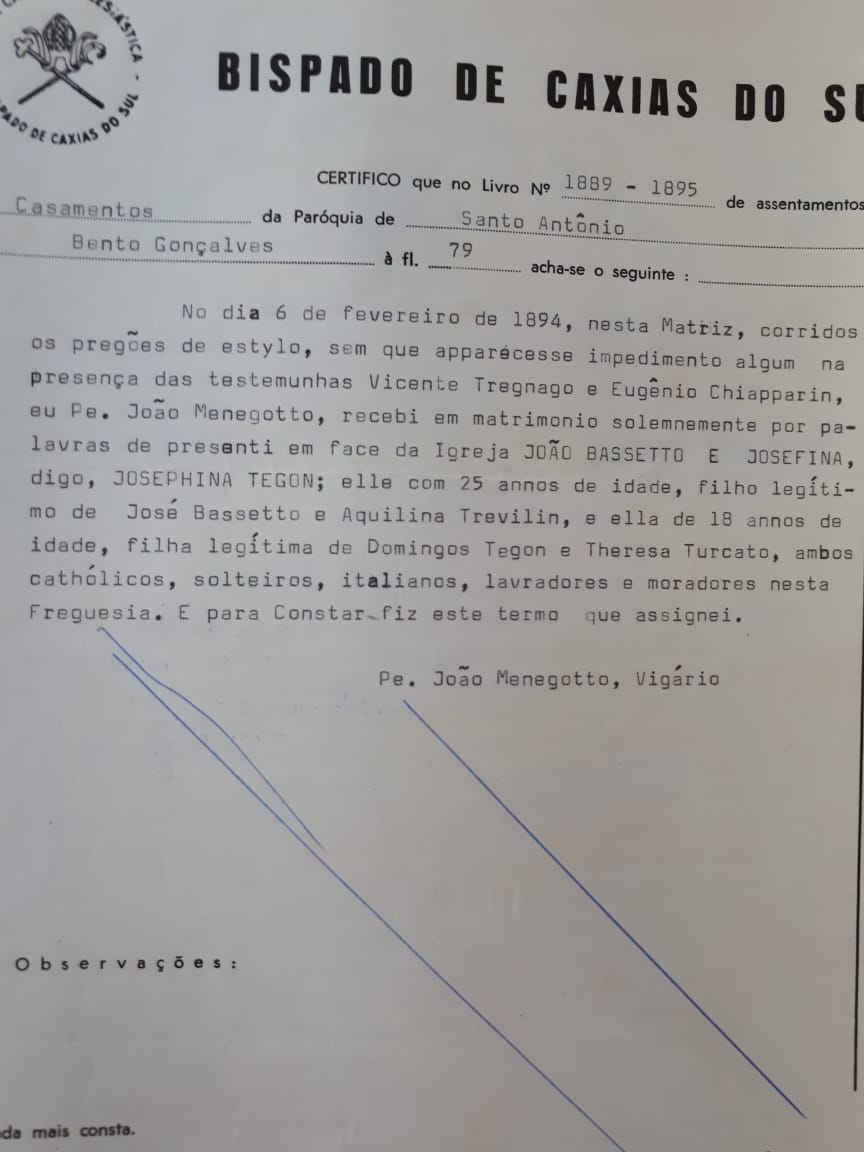 ESIÁSTICA -
PADO DE CAXIAS DO SUL
BISPADO DE CAXIAS DO SU
CERTIFICO que no Livro Nº 1889 - 1895 de assentamentos
Casamentos da Paróquia de Santo Antônio
Bento Gonçalves à fl. 79 acha-se o seguinte :
No dia 6 de fevereiro de 1894, nesta Matriz, corridos
os pregões de estylo, sem que apparécesse impedimento algum na
presença das testemunhas Vicente Tregnago e Eugênio Chiapparin,
eu Pe. João Menegotto, recebi em matrimonio solemnemente por pa-
lavras de presenti em face da Igreja JOÃO BASSETTO E JOSEFINA,
digo, JOSEPHINA TEGON; elle com 25 annos de idade, filho legíti-
mo de José Bassetto e Aquilina Trevilin, e ella de 18 annos de
idade, filha legítima de Domingos Tegon e Theresa Turcato, ambos
cathólicos, solteiros, italianos, lavradores e moradores nesta
Freguesia. E para Constar fiz este termo que assignei.
Pe. João Menegotto, Vigário
Observações:
da mais consta.